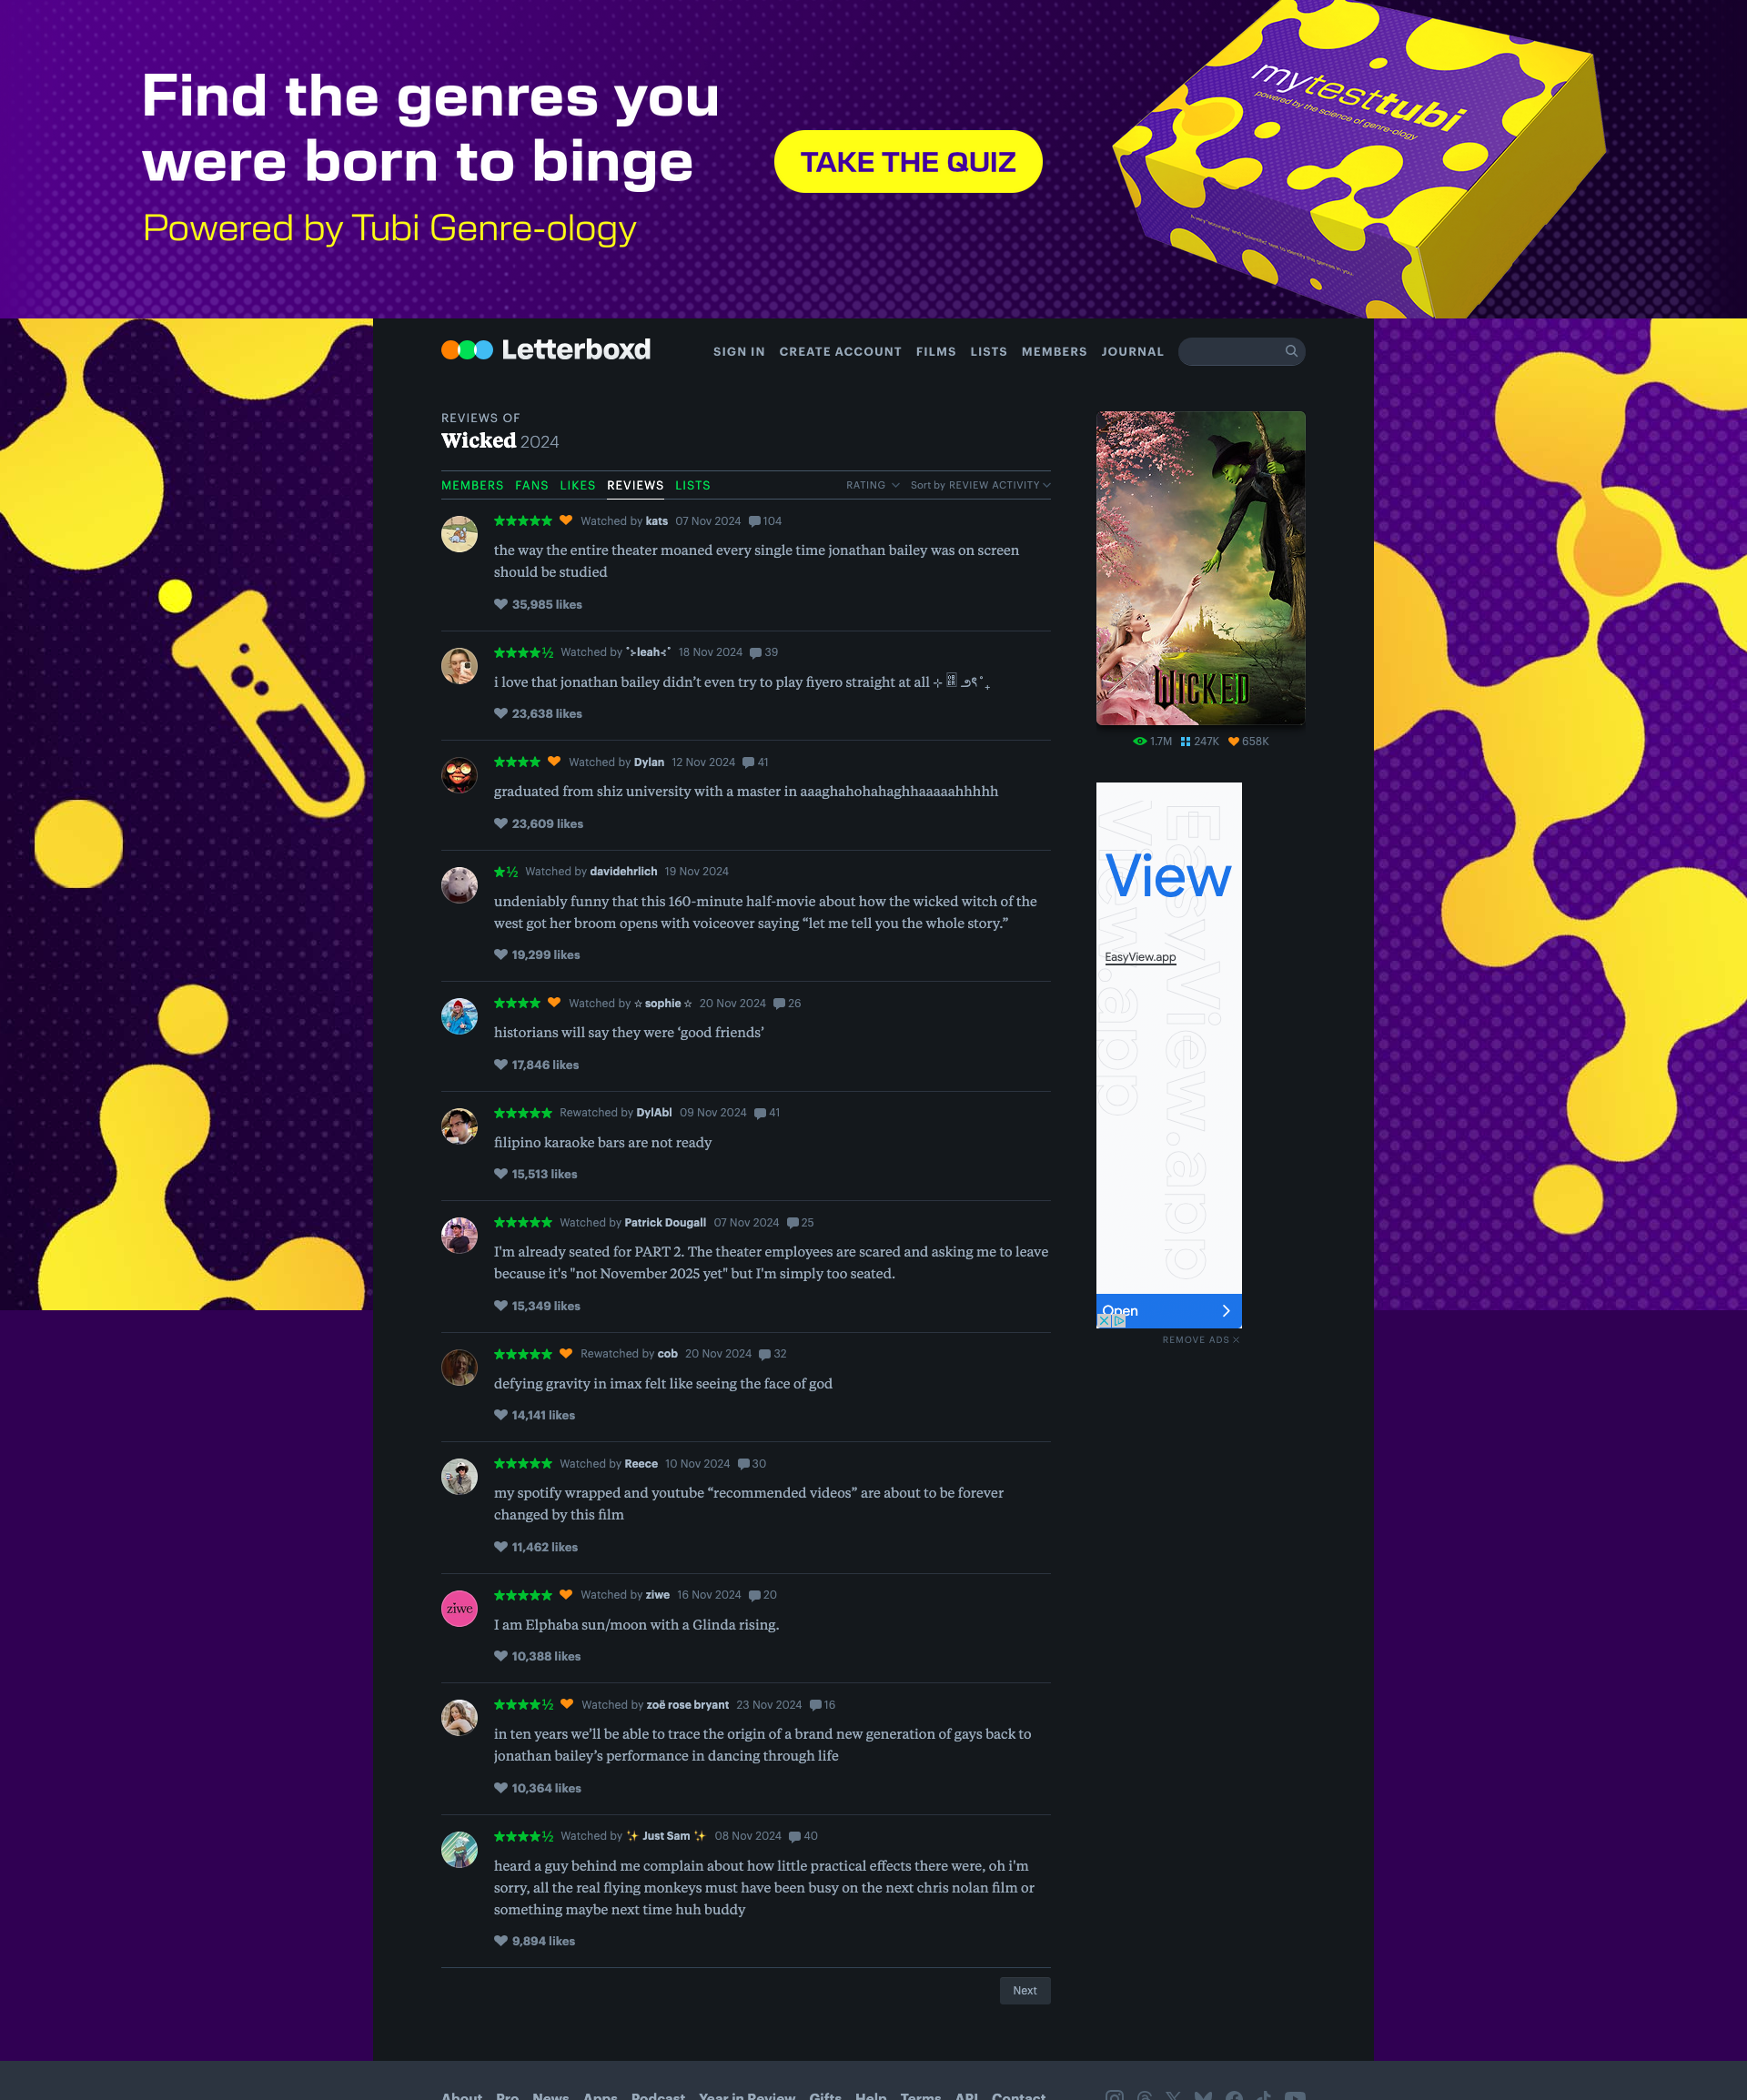 Find the genres you
were born to binge
Powered by Tubi Genre-ology
TAKE THE QUIZ
mytesttubi
powered by the science of genre-ology
Letterboxd
SIGN IN CREATE ACCOUNT FILMS LISTS MEMBERS JOURNAL
REVIEWS OF
Wicked 2024
MEMBERS FANS LIKES REVIEWS LISTS RATING Sort by REVIEW ACTIVITY
★★★★★ Watched by kats 07 Nov 2024 104
the way the entire theater moaned every single time jonathan bailey was on screen
should be studied
35,985 likes
★★★★½ Watched by ˚⊱leah⊰˚ 18 Nov 2024 39
i love that jonathan bailey didn’t even try to play fiyero straight at all
23,638 likes
★★★★ Watched by Dylan 12 Nov 2024 41
graduated from shiz university with a master in aaaghahohahaghhaaaaahhhhh
23,609 likes
★½ Watched by davidehrlich 19 Nov 2024
undeniably funny that this 160-minute half-movie about how the wicked witch of the
west got her broom opens with voiceover saying “let me tell you the whole story.”
19,299 likes
★★★★ Watched by ☆ sophie ☆ 20 Nov 2024 26
historians will say they were ‘good friends’
17,846 likes
★★★★★ Rewatched by DylAbl 09 Nov 2024 41
filipino karaoke bars are not ready
15,513 likes
★★★★★ Watched by Patrick Dougall 07 Nov 2024 25
I'm already seated for PART 2. The theater employees are scared and asking me to leave
because it's "not November 2025 yet" but I'm simply too seated.
15,349 likes
★★★★★ Rewatched by cob 20 Nov 2024 32
defying gravity in imax felt like seeing the face of god
14,141 likes
★★★★★ Watched by Reece 10 Nov 2024 30
my spotify wrapped and youtube “recommended videos” are about to be forever
changed by this film
11,462 likes
ziwe
★★★★★ Watched by ziwe 16 Nov 2024 20
I am Elphaba sun/moon with a Glinda rising.
10,388 likes
★★★★½ Watched by zoë rose bryant 23 Nov 2024 16
in ten years we’ll be able to trace the origin of a brand new generation of gays back to
jonathan bailey’s performance in dancing through life
10,364 likes
★★★★½ Watched by ✨ Just Sam ✨ 08 Nov 2024 40
heard a guy behind me complain about how little practical effects there were, oh i'm
sorry, all the real flying monkeys must have been busy on the next chris nolan film or
something maybe next time huh buddy
9,894 likes
Next
WICKED
1.7M 247K 658K
EasyView.app
View.app
View
EasyView.app
Open
REMOVE ADS
About Pro News Apps Podcast Year in Review Gifts Help Terms API Contact